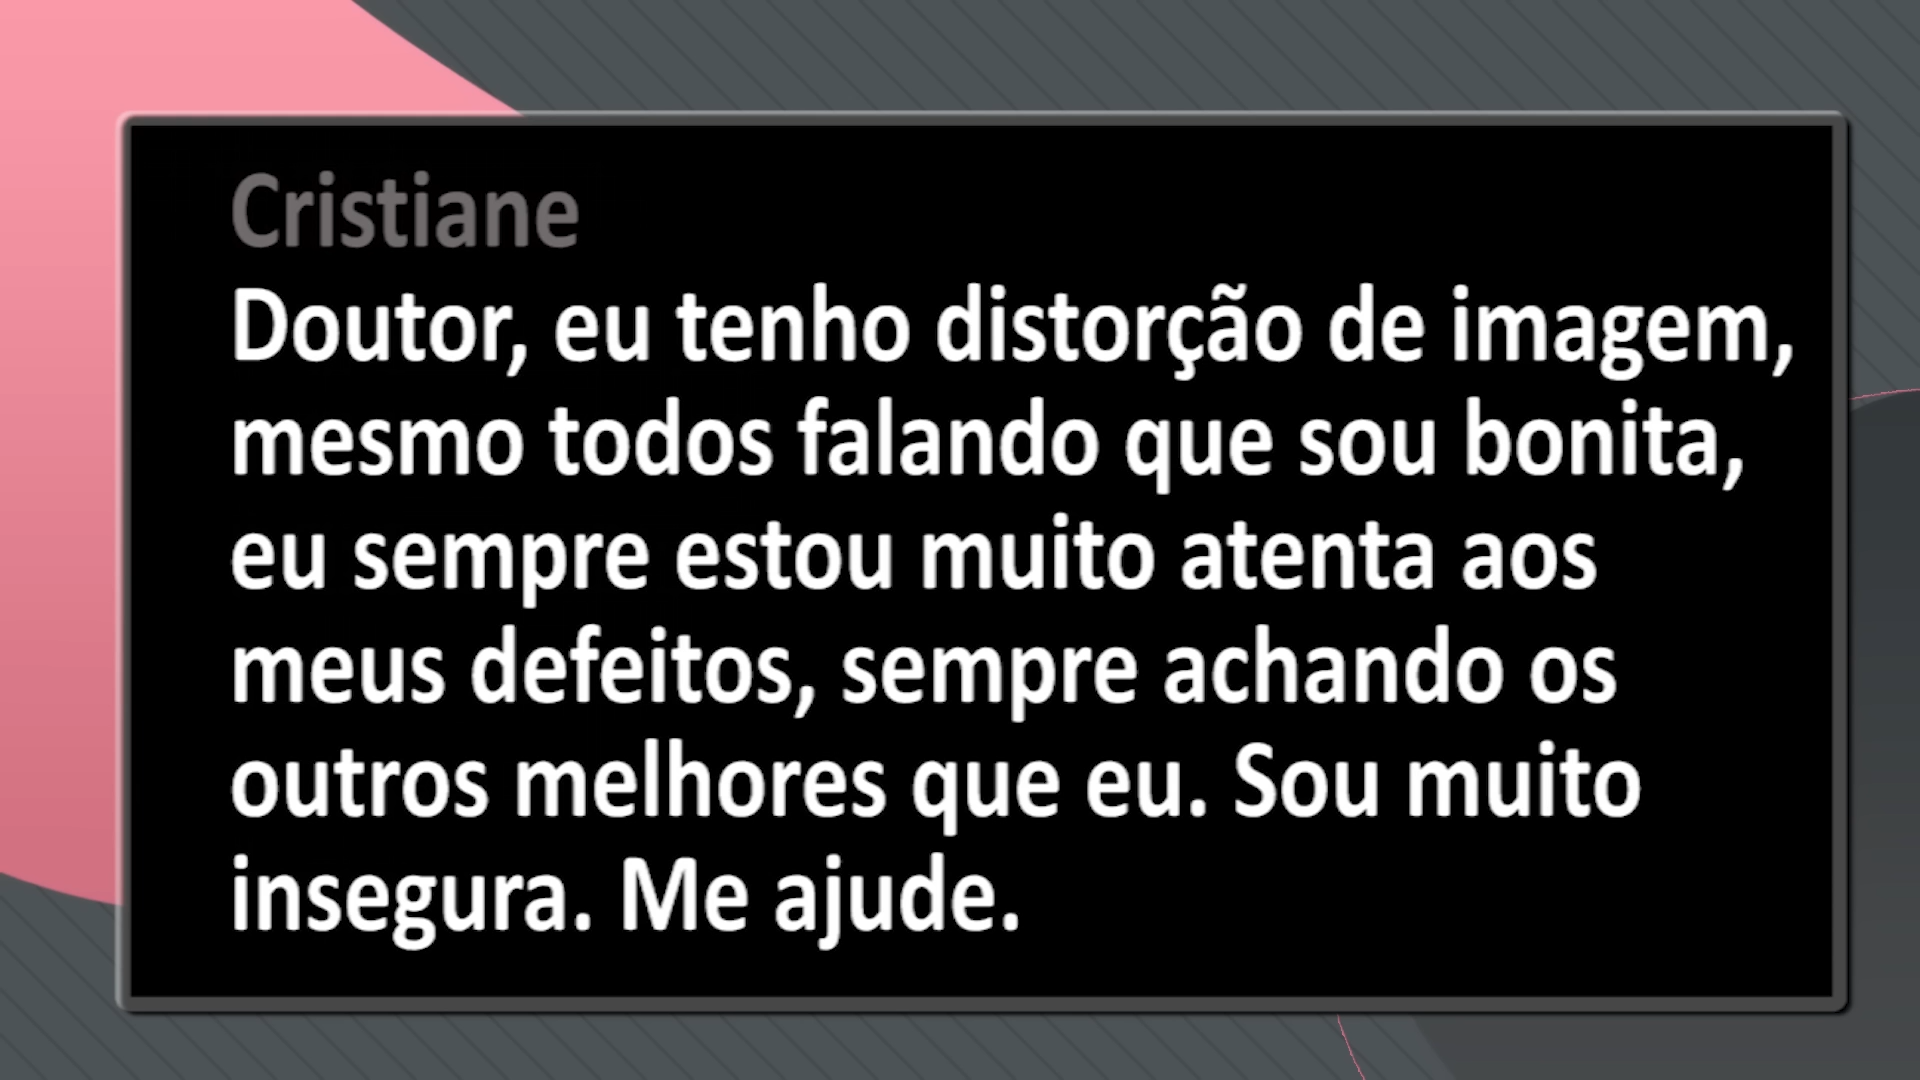 Cristiane
Doutor, eu tenho distorção de imagem,
mesmo todos falando que sou bonita,
eu sempre estou muito atenta aos
meus defeitos, sempre achando os
outros melhores que eu. Sou muito
insegura. Me ajude.